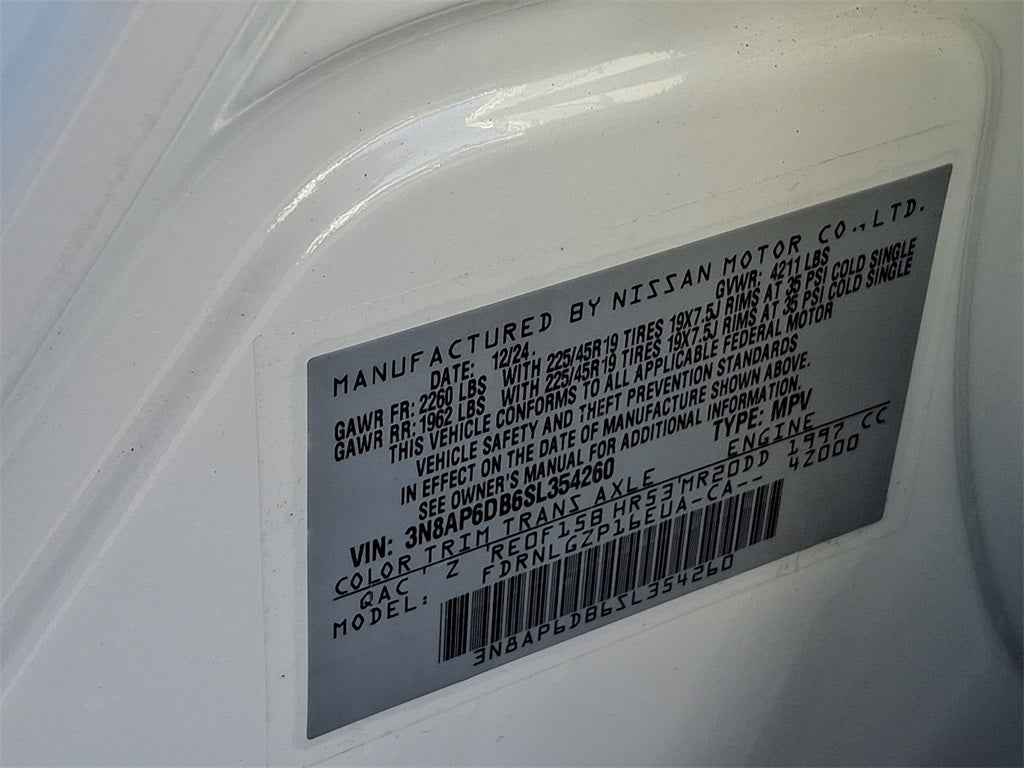 MANUFACTURED BY NISSAN MOTOR CO.,LTD.
DATE: 12/24, GVWR: 4211 LBS
GAWR FR: 2260 LBS WITH 225/45R19 TIRES 19X7.5J RIMS AT 35 PSI COLD SINGLE
GAWR RR: 1962 LBS WITH 225/45R19 TIRES 19X7.5J RIMS AT 35 PSI COLD SINGLE
THIS VEHICLE CONFORMS TO ALL APPLICABLE FEDERAL MOTOR
VEHICLE SAFETY AND THEFT PREVENTION STANDARDS
IN EFFECT ON THE DATE OF MANUFACTURE SHOWN ABOVE.
SEE OWNER'S MANUAL FOR ADDITIONAL INFORMATION.
VIN: 3N8AP6DB6SL354260 TYPE: MPV
COLOR TRIM TRANS AXLE ENGINE
QAC, Z RE0F15B HR53 MR20DD 1997 CC
MODEL: FDRNLGZP16EUA-CA-- 4Z000
3N8AP6DB6SL354260